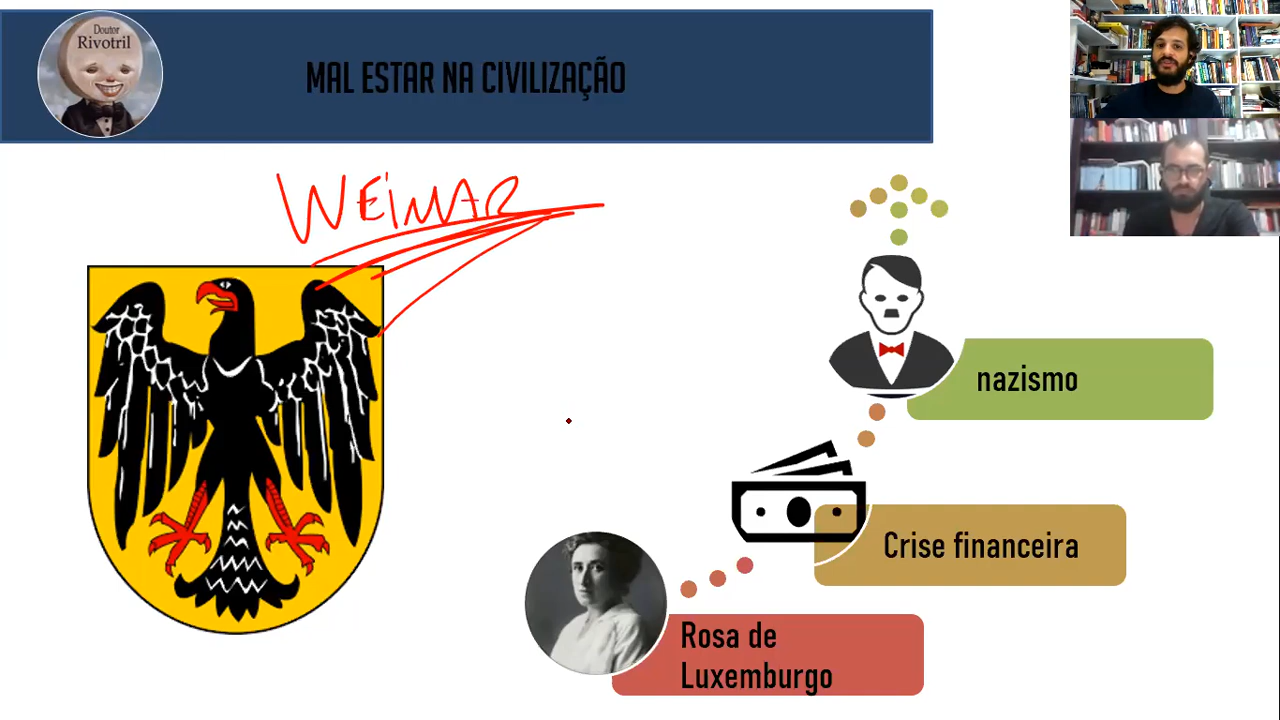 Doutor
Rivotril
MAL ESTAR NA CIVILIZAÇÃO
WEIMAR
nazismo
Crise financeira
Rosa de
Luxemburgo